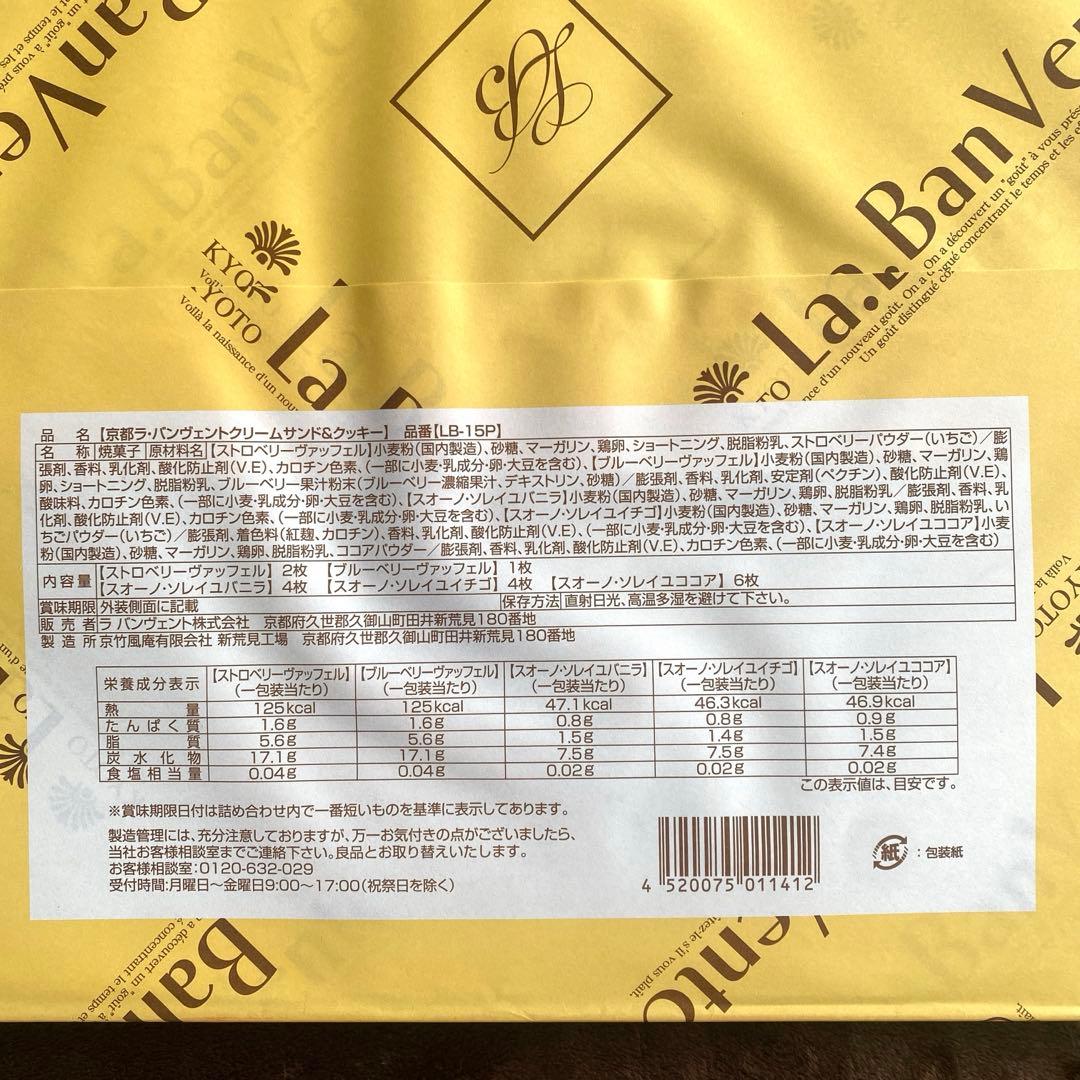 KYOTO
Voilà la naissance d'un nou
La
La.Ban Ve
On a découvert un "goût" à vous prés
ce d'un nouveau goût. On a
Un goût distingué concentrant le temps et les e
品 名【京都ラ・バンヴェントクリームサンド&クッキー】 品番【LB-15P】
名 称 焼菓子 原材料名【ストロベリーヴァッフェル】小麦粉(国内製造)、砂糖、マーガリン、鶏卵、ショートニング、脱脂粉乳、ストロベリーパウダー(いちご)/膨
張剤、香料、乳化剤、酸化防止剤(V.E)、カロチン色素、(一部に小麦・乳成分・卵・大豆を含む)、【ブルーベリーヴァッフェル】小麦粉(国内製造)、砂糖、マーガリン、鶏
卵、ショートニング、脱脂粉乳、ブルーベリー果汁粉末(ブルーベリー濃縮果汁、デキストリン、砂糖)/膨張剤、香料、乳化剤、安定剤(ペクチン)、酸化防止剤(V.E)、
酸味料、カロチン色素、(一部に小麦・乳成分・卵・大豆を含む)、【スオーノ・ソレイユバニラ】小麦粉(国内製造)、砂糖、マーガリン、鶏卵、脱脂粉乳/膨張剤、香料、乳
化剤、酸化防止剤(V.E)、カロチン色素、(一部に小麦・乳成分・卵・大豆を含む)、【スオーノ・ソレイユイチゴ】小麦粉(国内製造)、砂糖、マーガリン、鶏卵、脱脂粉乳、い
ちごパウダー(いちご)/膨張剤、着色料(紅麹、カロチン)、香料、乳化剤、酸化防止剤(V.E)、(一部に小麦・乳成分・卵・大豆を含む)、【スオーノ・ソレイユココア】小麦
粉(国内製造)、砂糖、マーガリン、鶏卵、脱脂粉乳、ココアパウダー/膨張剤、香料、乳化剤、酸化防止剤(V.E)、カロチン色素、(一部に小麦・乳成分・卵・大豆を含む)
内容量【ストロベリーヴァッフェル】 2枚 【ブルーベリーヴァッフェル】 1枚
【スオーノ・ソレイユバニラ】 4枚 【スオーノ・ソレイユイチゴ】 4枚 【スオーノ・ソレイユココア】 6枚
賞味期限 外装側面に記載 保存方法 直射日光、高温多湿を避けて下さい。
販 売 者 ラ バンヴェント株式会社 京都府久世郡久御山町田井新荒見180番地
製 造 所 京竹風庵有限会社 新荒見工場 京都府久世郡久御山町田井新荒見180番地
栄養成分表示 【ストロベリーヴァッフェル】(一包装当たり) 【ブルーベリーヴァッフェル】(一包装当たり) 【スオーノ・ソレイユバニラ】(一包装当たり) 【スオーノ・ソレイユイチゴ】(一包装当たり) 【スオーノ・ソレイユココア】(一包装当たり)
熱 量 125kcal 125kcal 47.1kcal 46.3kcal 46.9kcal
たんぱく質 1.6g 1.6g 0.8g 0.8g 0.9g
脂 質 5.6g 5.6g 1.5g 1.4g 1.5g
炭水化物 17.1g 17.1g 7.5g 7.5g 7.4g
食塩相当量 0.04g 0.04g 0.02g 0.02g 0.02g
この表示値は、目安です。
※賞味期限日付は詰め合わせ内で一番短いものを基準に表示してあります。
製造管理には、充分注意しておりますが、万一お気付きの点がございましたら、
当社お客様相談室までご連絡下さい。良品とお取り替えいたします。
お客様相談室:0120-632-029
受付時間:月曜日〜金曜日9:00〜17:00(祝祭日を除く)
4 520075 011412
紙 :包装紙
Ban
vento
s'il vous plait.